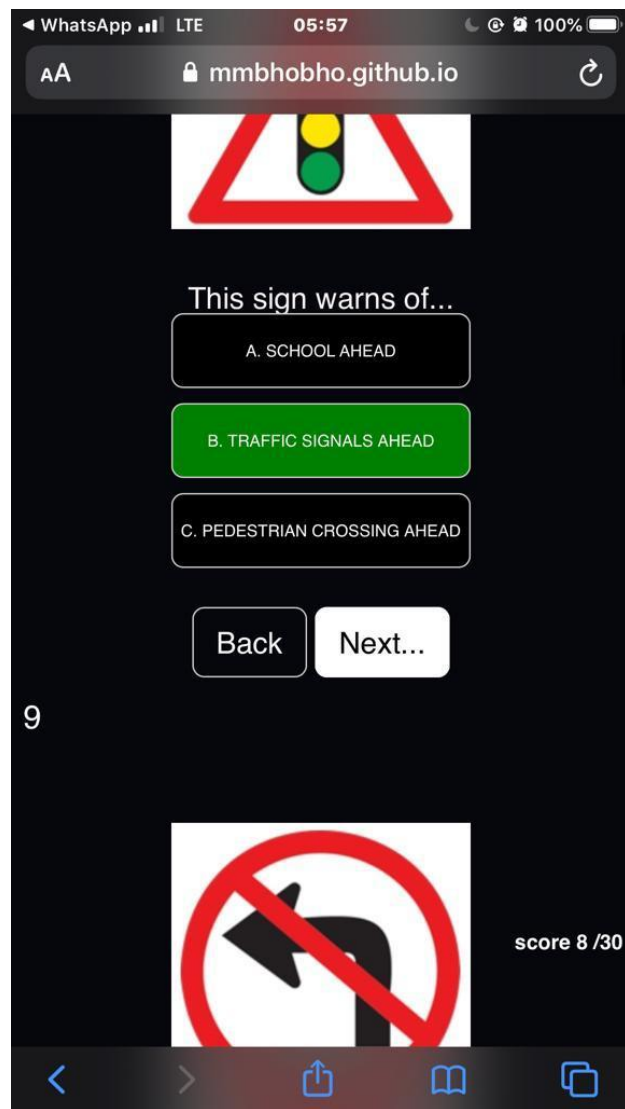 WhatsApp LTE 05:57 100%
AA mmbhobho.github.io
This sign warns of...
A. SCHOOL AHEAD
B. TRAFFIC SIGNALS AHEAD
C. PEDESTRIAN CROSSING AHEAD
Back Next...
9
score 8 /30